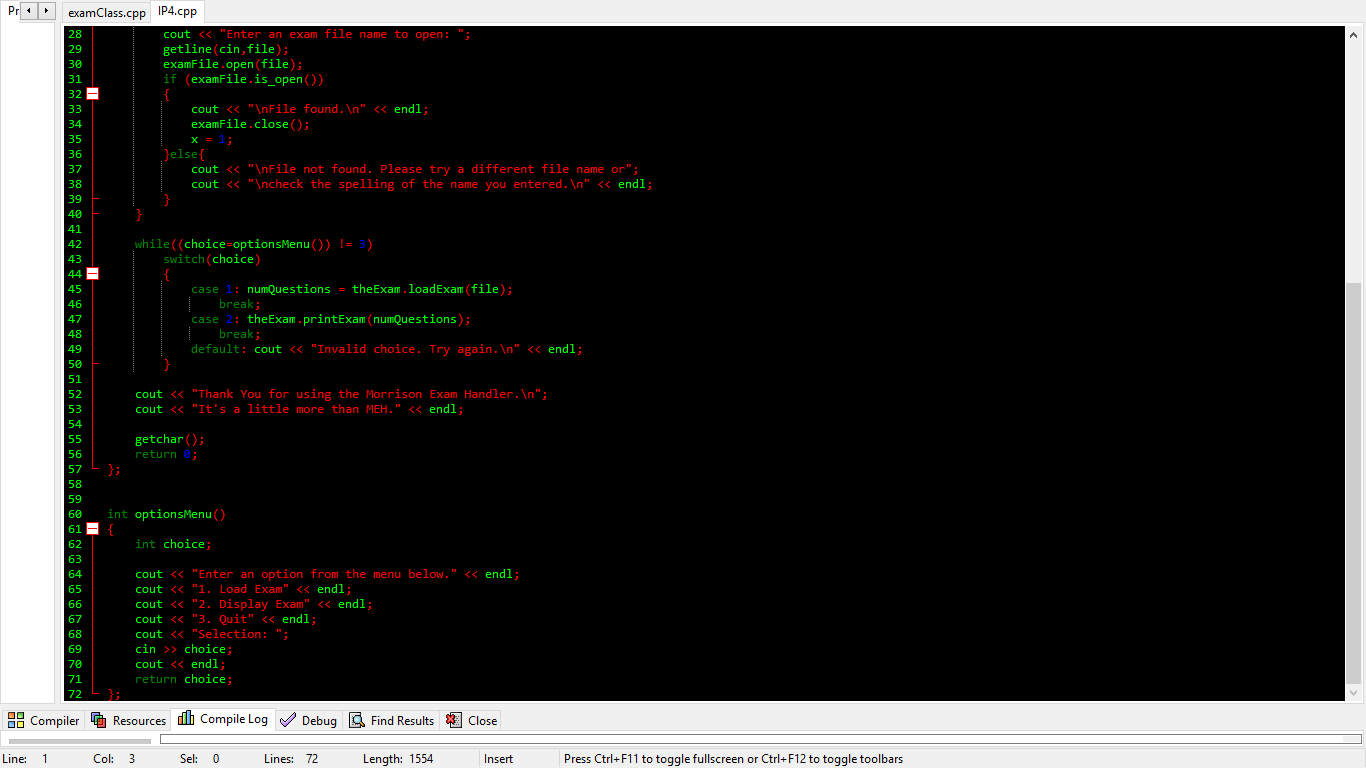 Pr examClass.cpp IP4.cpp
28 cout << "Enter an exam file name to open: ";
29 getline(cin,file);
30 examFile.open(file);
31 if (examFile.is_open())
32 {
33 cout << "\nFile found.\n" << endl;
34 examFile.close();
35 x = 1;
36 }else{
37 cout << "\nFile not found. Please try a different file name or";
38 cout << "\ncheck the spelling of the name you entered.\n" << endl;
39 }
40 }
41
42 while((choice=optionsMenu()) != 3)
43 switch(choice)
44 {
45 case 1: numQuestions = theExam.loadExam(file);
46 break;
47 case 2: theExam.printExam(numQuestions);
48 break;
49 default: cout << "Invalid choice. Try again.\n" << endl;
50 }
51
52 cout << "Thank You for using the Morrison Exam Handler.\n";
53 cout << "It's a little more than MEH." << endl;
54
55 getchar();
56 return 0;
57 };
58
59
60 int optionsMenu()
61 {
62 int choice;
63
64 cout << "Enter an option from the menu below." << endl;
65 cout << "1. Load Exam" << endl;
66 cout << "2. Display Exam" << endl;
67 cout << "3. Quit" << endl;
68 cout << "Selection: ";
69 cin >> choice;
70 cout << endl;
71 return choice;
72 };
Compiler Resources Compile Log Debug Find Results Close
Line: 1 Col: 3 Sel: 0 Lines: 72 Length: 1554 Insert Press Ctrl+F11 to toggle fullscreen or Ctrl+F12 to toggle toolbars